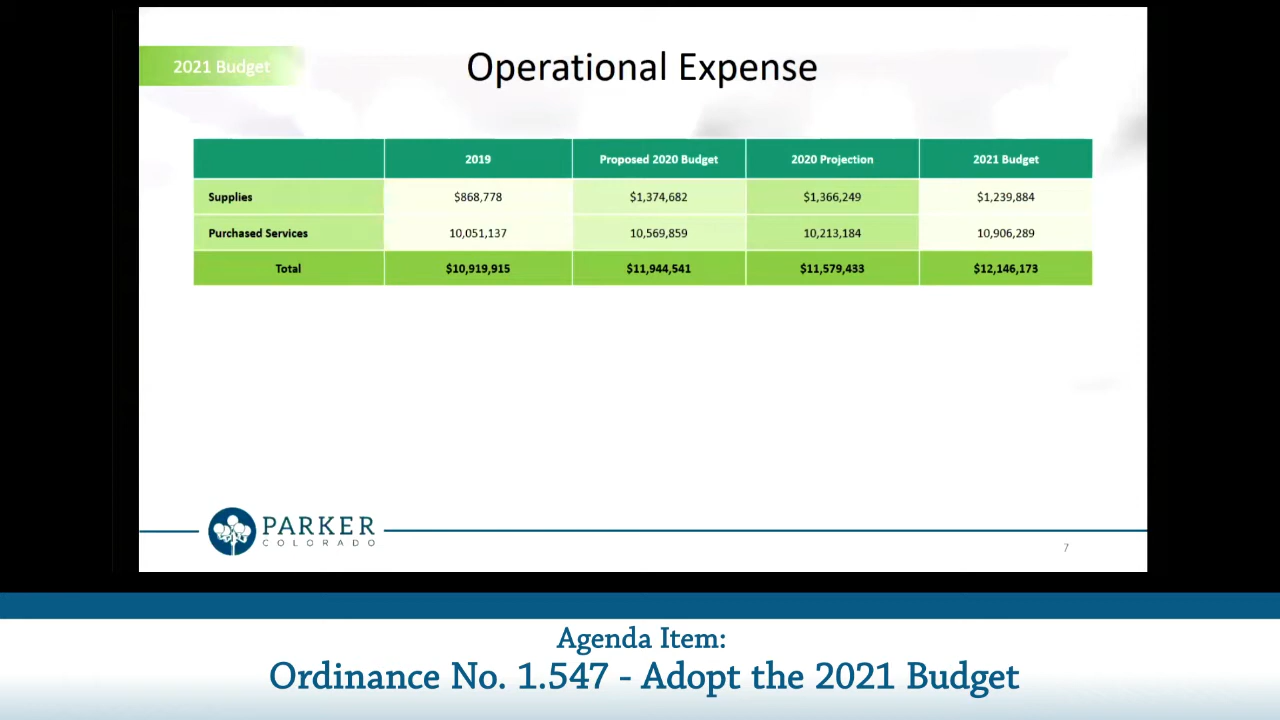 2021 Budget
Operational Expense
2019 Proposed 2020 Budget 2020 Projection 2021 Budget
Supplies $868,778 $1,374,682 $1,366,249 $1,239,884
Purchased Services 10,051,137 10,569,859 10,213,184 10,906,289
Total $10,919,915 $11,944,541 $11,579,433 $12,146,173
PARKER
COLORADO
7
Agenda Item:
Ordinance No. 1.547 - Adopt the 2021 Budget